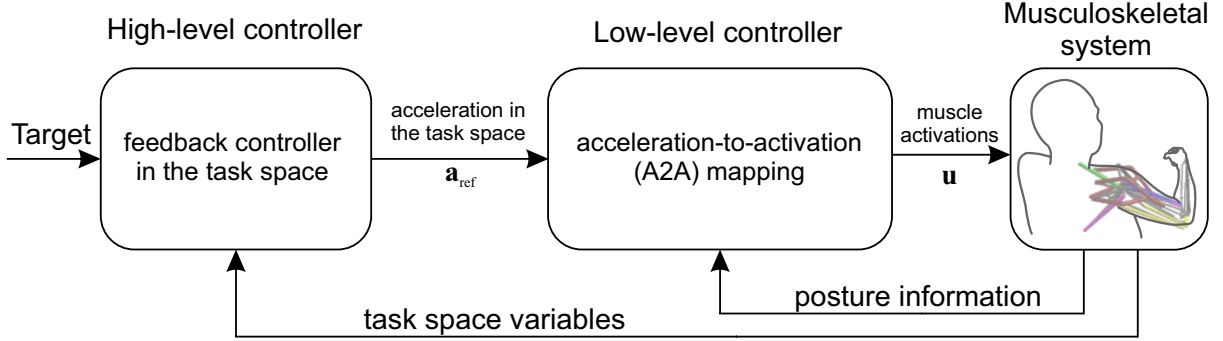 High-level controller
Low-level controller
Musculoskeletal
system
Target
feedback controller
in the task space
acceleration in
the task space
a_ref
acceleration-to-activation
(A2A) mapping
muscle
activations
u
posture information
task space variables